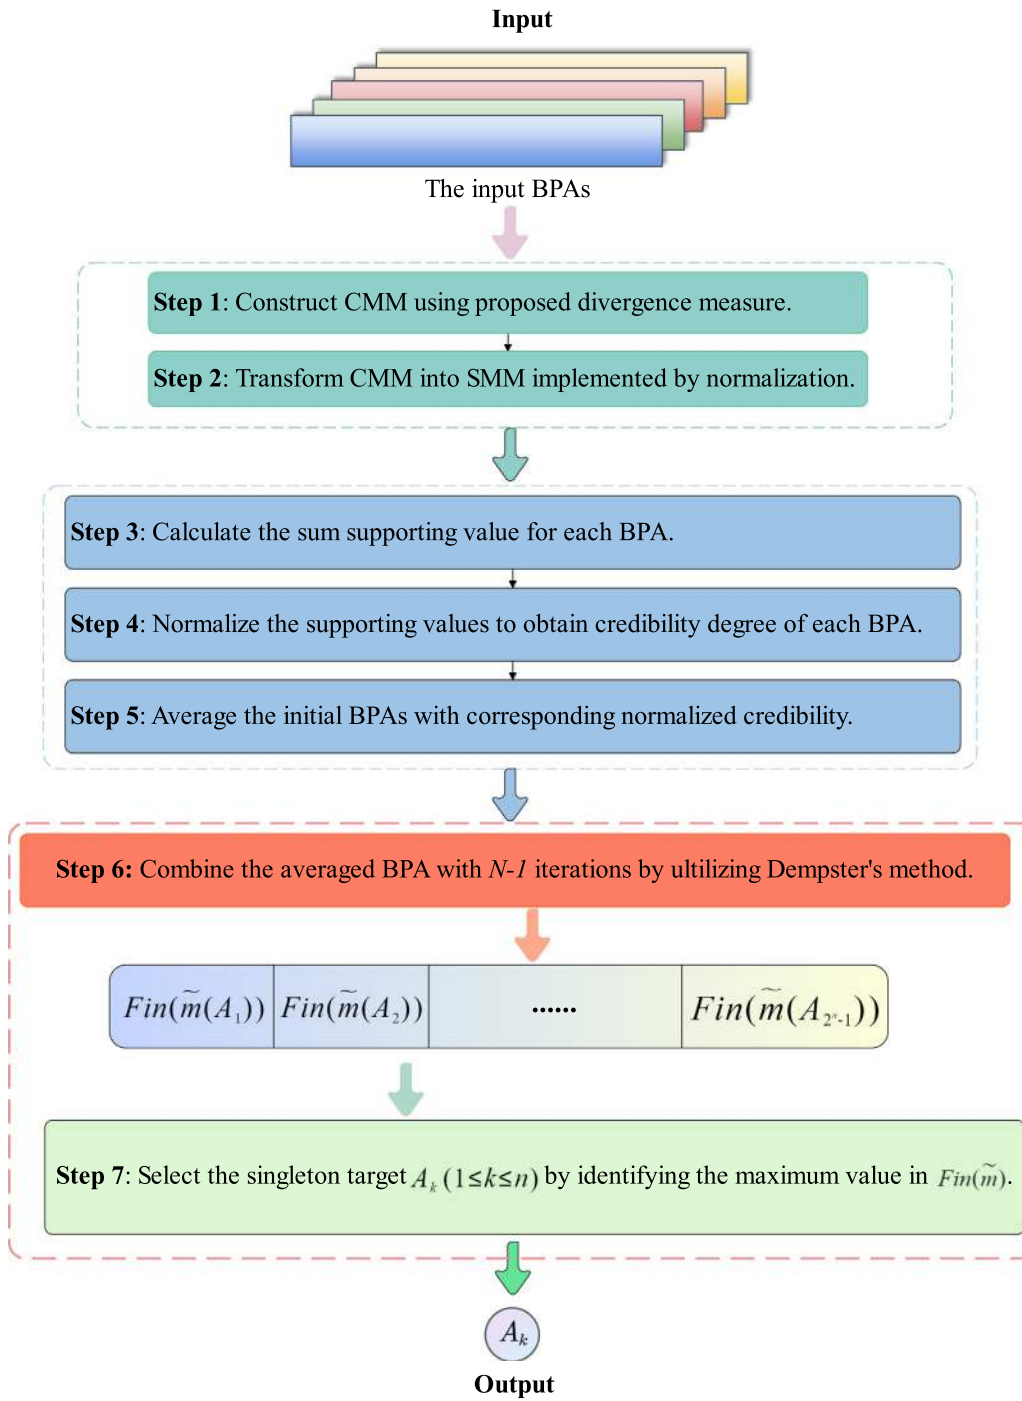 Input
The input BPAs
Step 1: Construct CMM using proposed divergence measure.
Step 2: Transform CMM into SMM implemented by normalization.
Step 3: Calculate the sum supporting value for each BPA.
Step 4: Normalize the supporting values to obtain credibility degree of each BPA.
Step 5: Average the initial BPAs with corresponding normalized credibility.
Step 6: Combine the averaged BPA with N-1 iterations by ultilizing Dempster's method.
Fin(m̃(A₁)) Fin(m̃(A₂)) ...... Fin(m̃(A_{2ⁿ-1}))
Step 7: Select the singleton target Aₖ (1≤k≤n) by identifying the maximum value in Fin(m̃).
Aₖ
Output